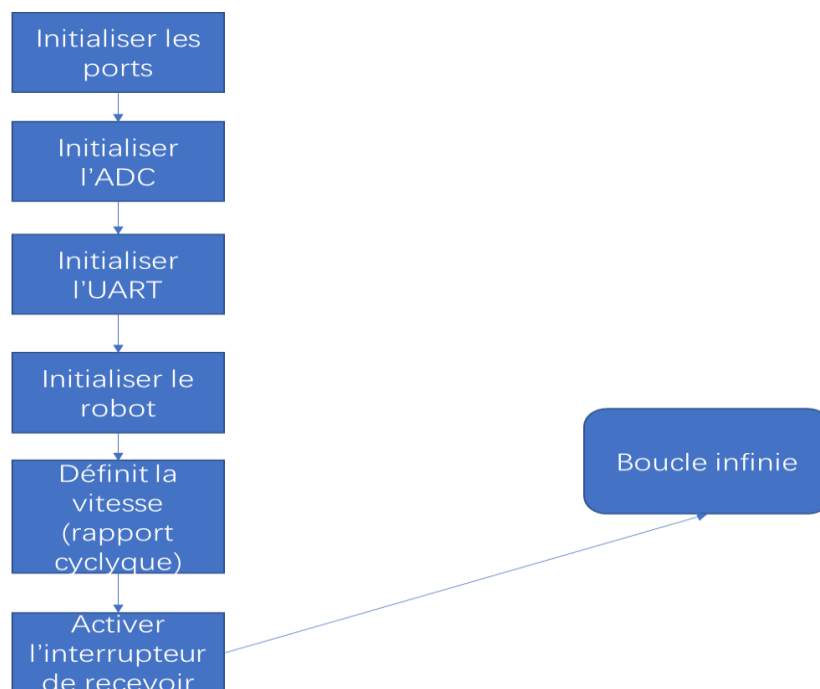 Initialiser les
ports
Initialiser
l'ADC
Initialiser
l'UART
Initialiser le
robot
Définit la
vitesse
(rapport
cyclyque)
Activer
l'interrupteur
de recevoir
Boucle infinie